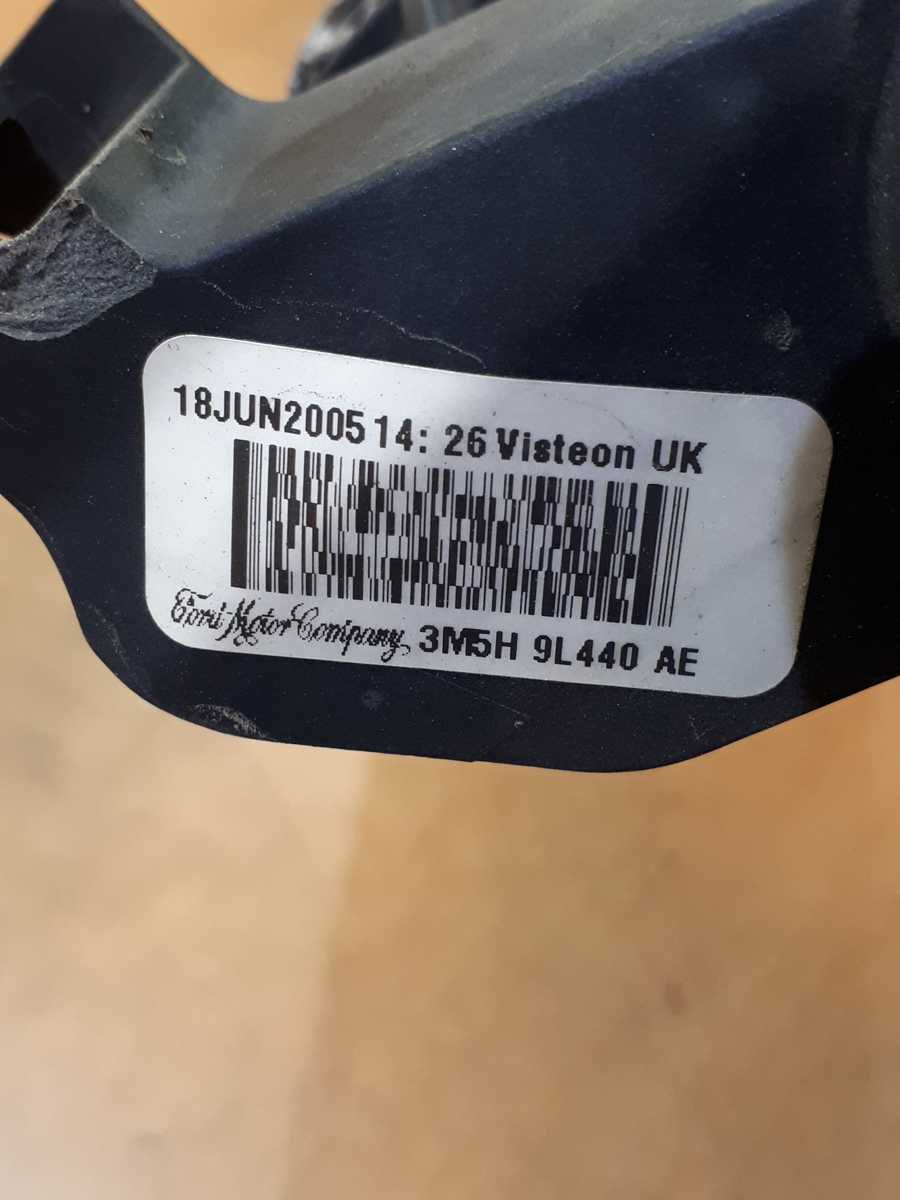 18JUN2005 14: 26 Visteon UK
Ford Motor Company, 3M5H 9L440 AE